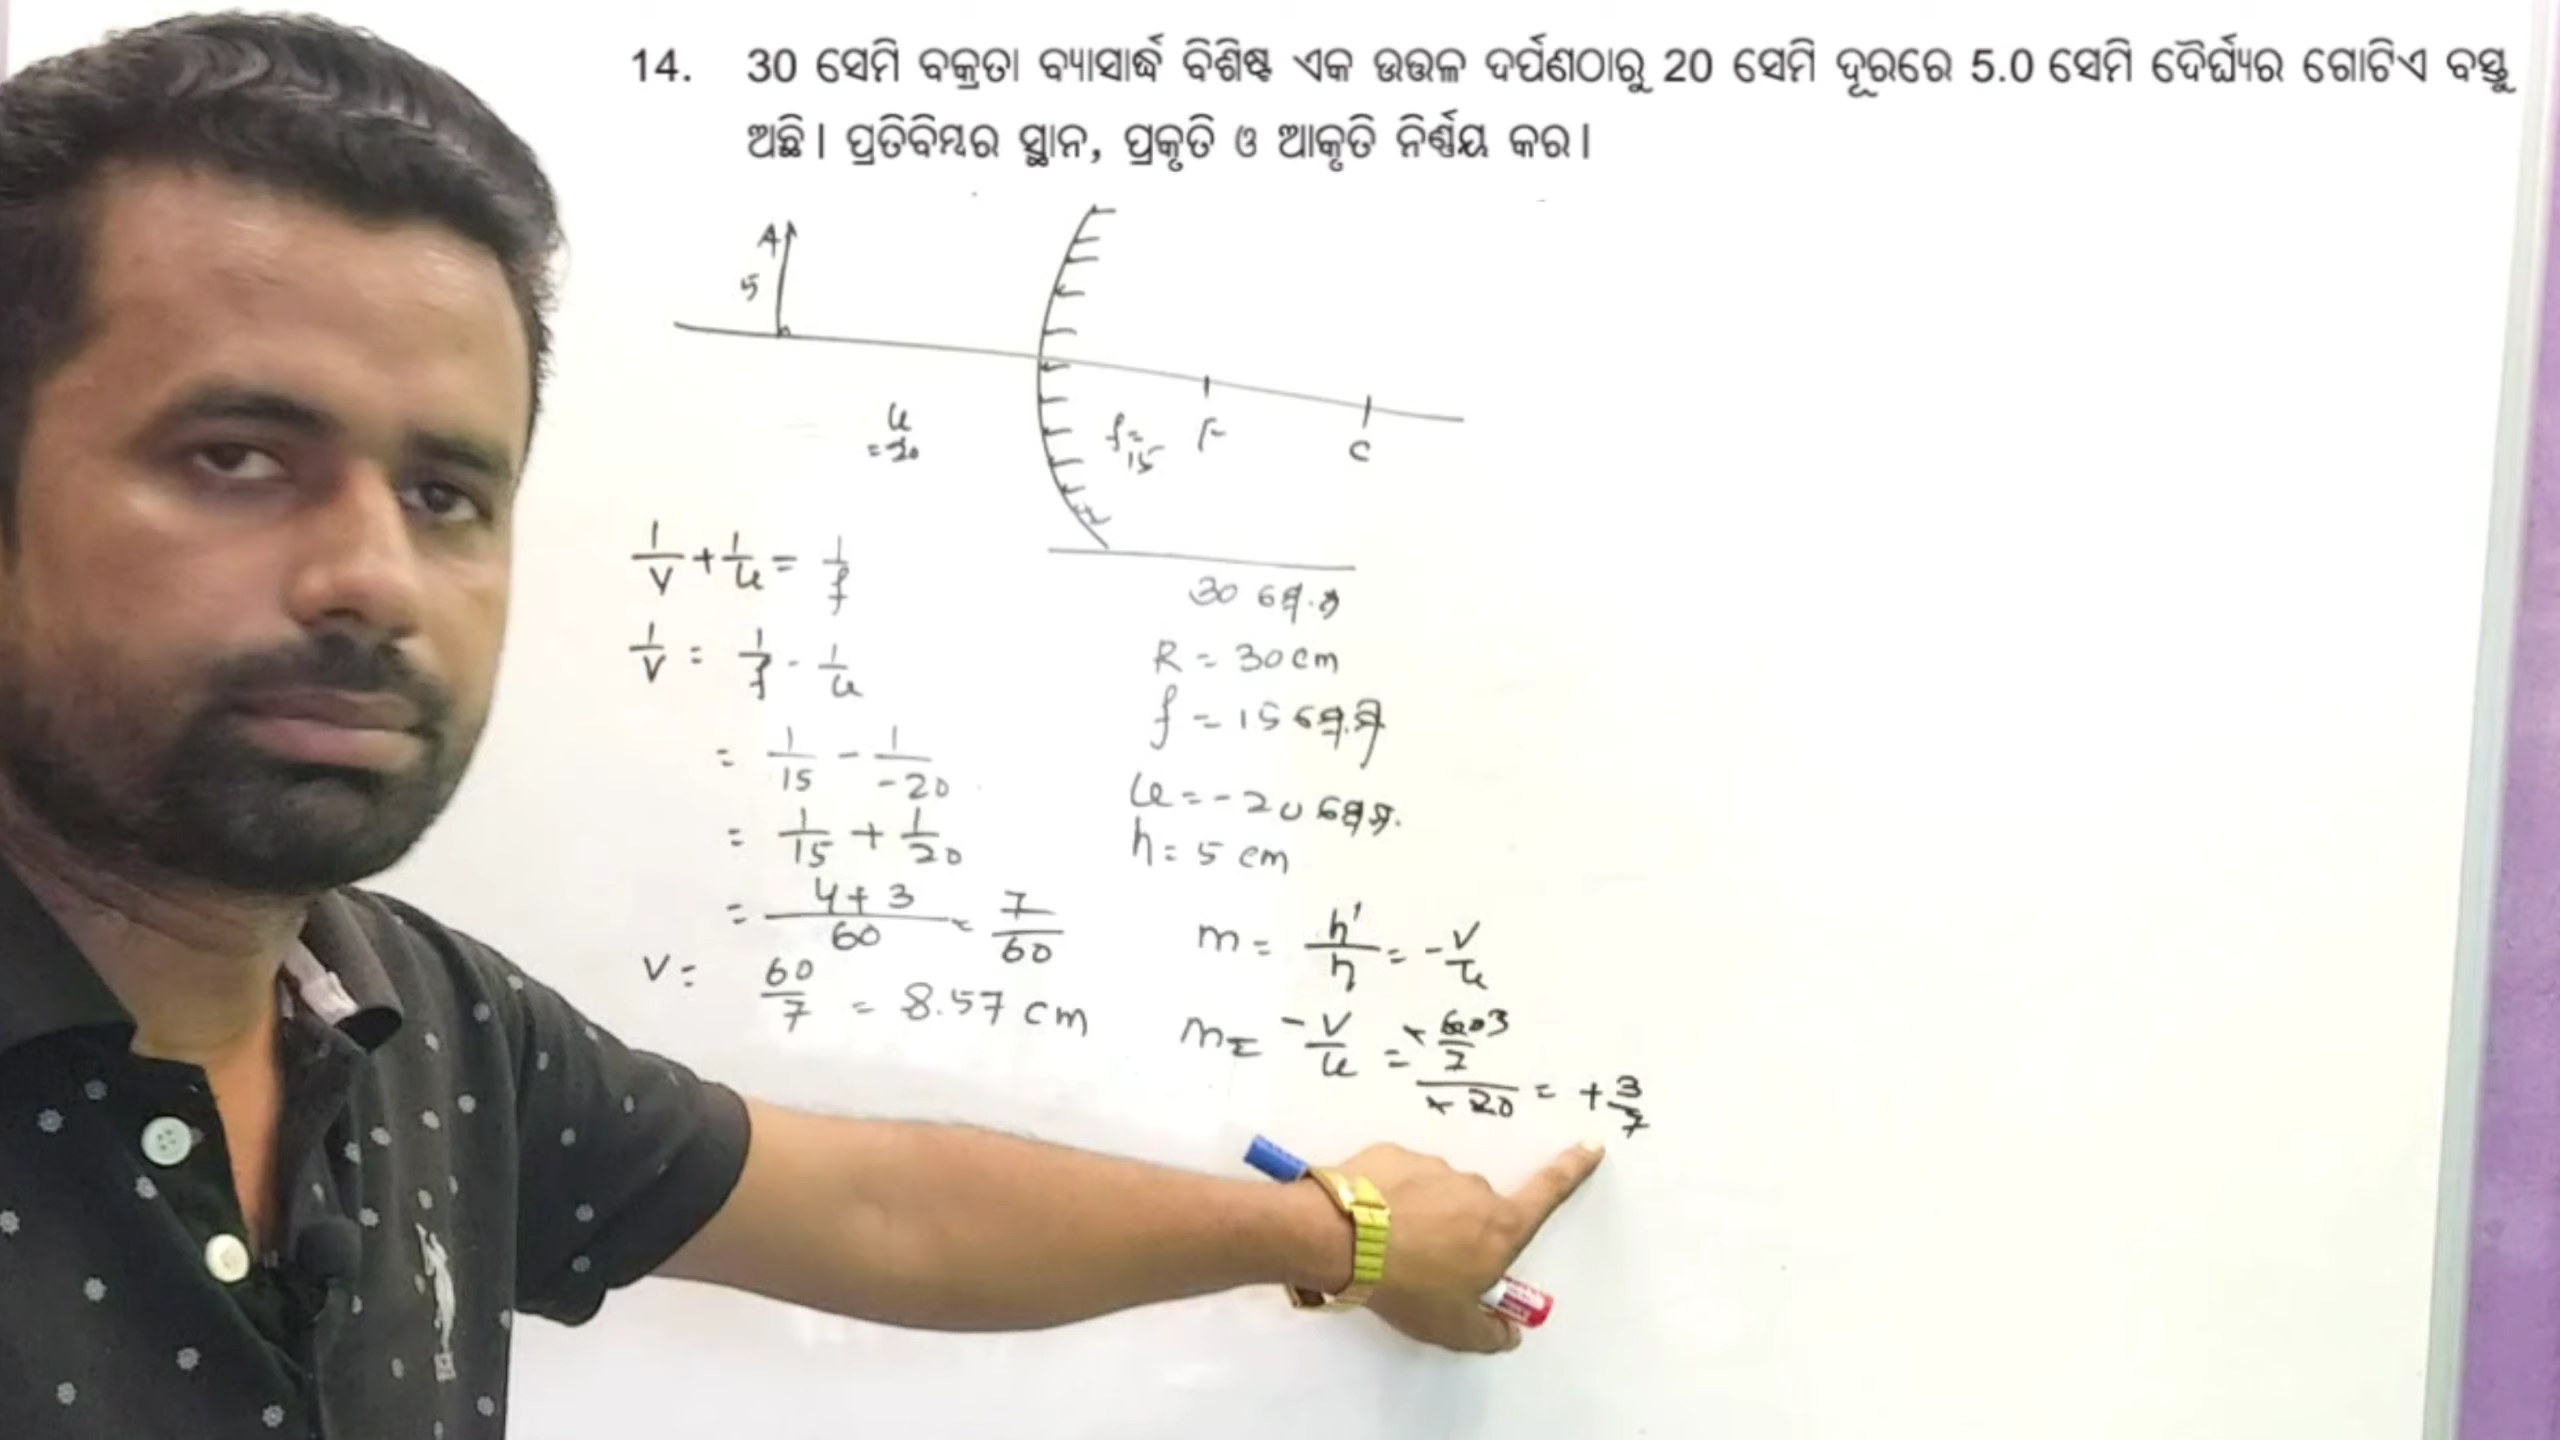 14. 30 ସେମି ବକ୍ରତା ବ୍ୟାସାର୍ଦ୍ଧ ବିଶିଷ୍ଟ ଏକ ଉତ୍ତଳ ଦର୍ପଣଠାରୁ 20 ସେମି ଦୂରରେ 5.0 ସେମି ଦୈର୍ଘ୍ୟର ଗୋଟିଏ ବସ୍ତୁ
ଅଛି। ପ୍ରତିବିମ୍ବର ସ୍ଥାନ, ପ୍ରକୃତି ଓ ଆକୃତି ନିର୍ଣ୍ଣୟ କର।
A
5
u
f=
15
F
C
1/v + 1/u = 1/f
1/v = 1/f - 1/u
= 1/15 - 1/-20
= 1/15 + 1/20
= 4+3/60 = 7/60
v = 60/7 = 8.57 cm
30 ସେ.ମି
R = 30 cm
f = 15 ସେ.ମି
u = -20 ସେ.ମି.
h = 5 cm
m = h'/h = -v/u
m = -v/u = = +3/7